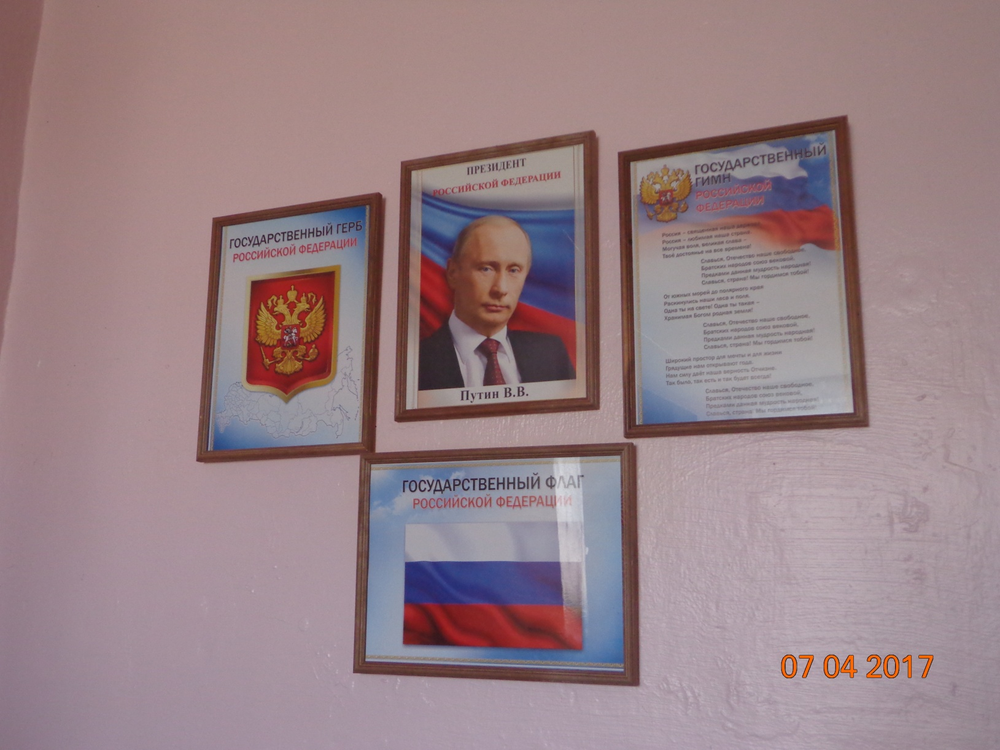 ГОСУДАРСТВЕННЫЙ ГЕРБ
РОССИЙСКОЙ ФЕДЕРАЦИИ
ПРЕЗИДЕНТ
РОССИЙСКОЙ ФЕДЕРАЦИИ
Путин В.В.
ГОСУДАРСТВЕННЫЙ
ГИМН
РОССИЙСКОЙ
ФЕДЕРАЦИИ
Россия – священная наша держава,
Россия – любимая наша страна.
Могучая воля, великая слава –
Твоё достоянье на все времена!
Славься, Отечество наше свободное,
Братских народов союз вековой,
Предками данная мудрость народная!
Славься, страна! Мы гордимся тобой!
От южных морей до полярного края
Раскинулись наши леса и поля.
Одна ты на свете! Одна ты такая –
Хранимая Богом родная земля!
Славься, Отечество наше свободное,
Братских народов союз вековой,
Предками данная мудрость народная!
Славься, страна! Мы гордимся тобой!
Широкий простор для мечты и для жизни
Грядущие нам открывают года.
Нам силу даёт наша верность Отчизне.
Так было, так есть и так будет всегда!
Славься, Отечество наше свободное,
Братских народов союз вековой,
Предками данная мудрость народная!
Славься, страна! Мы гордимся тобой!
ГОСУДАРСТВЕННЫЙ ФЛАГ
РОССИЙСКОЙ ФЕДЕРАЦИИ
07 04 2017